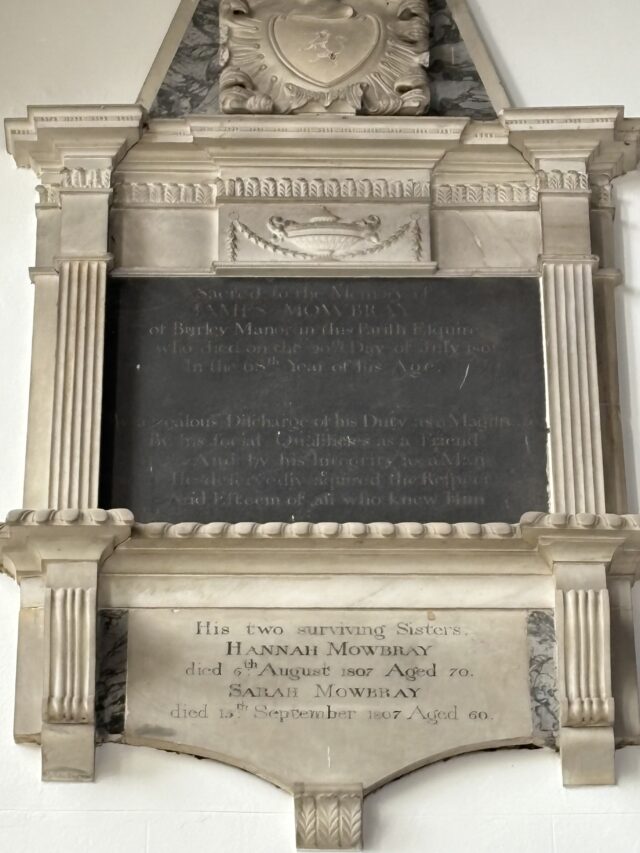 Sacred to the Memory of
JAMES MOWBRAY
of Burley Manor in this Parish Esquire
who died on the Day of July
In the 68th Year of his Age.
zealous Discharge of his Duty as a
By his social Qualities as a Friend
And by his Integrity as a Man
He deservedly aquired the Respect
And Esteem of all who knew Him
His two surviving Sisters.
HANNAH MOWBRAY
died 6th August 1807 Aged 70.
SARAH MOWBRAY
died 15th September 1807 Aged 60.